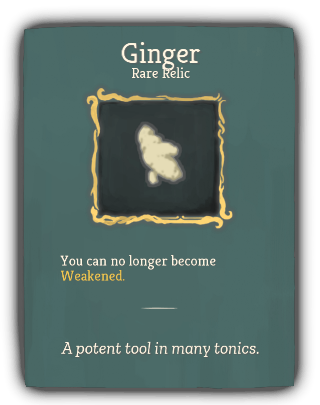 Ginger
Rare Relic
You can no longer become
Weakened.
A potent tool in many tonics.